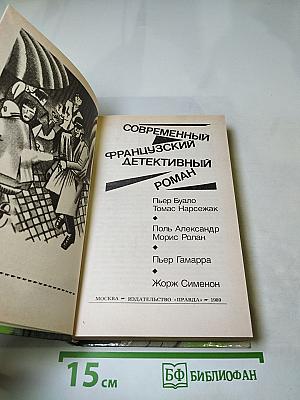 СОВРЕМЕННЫЙ
ФРАНЦУЗСКИЙ
ДЕТЕКТИВНЫЙ
РОМАН
Пьер Буало
Томас Нарсежак
Поль Александр
Морис Ролан
Пьер Гамарра
Жорж Сименон
МОСКВА — ИЗДАТЕЛЬСТВО «ПРАВДА» — 1989
15 см
БФ БИБЛИОФАН